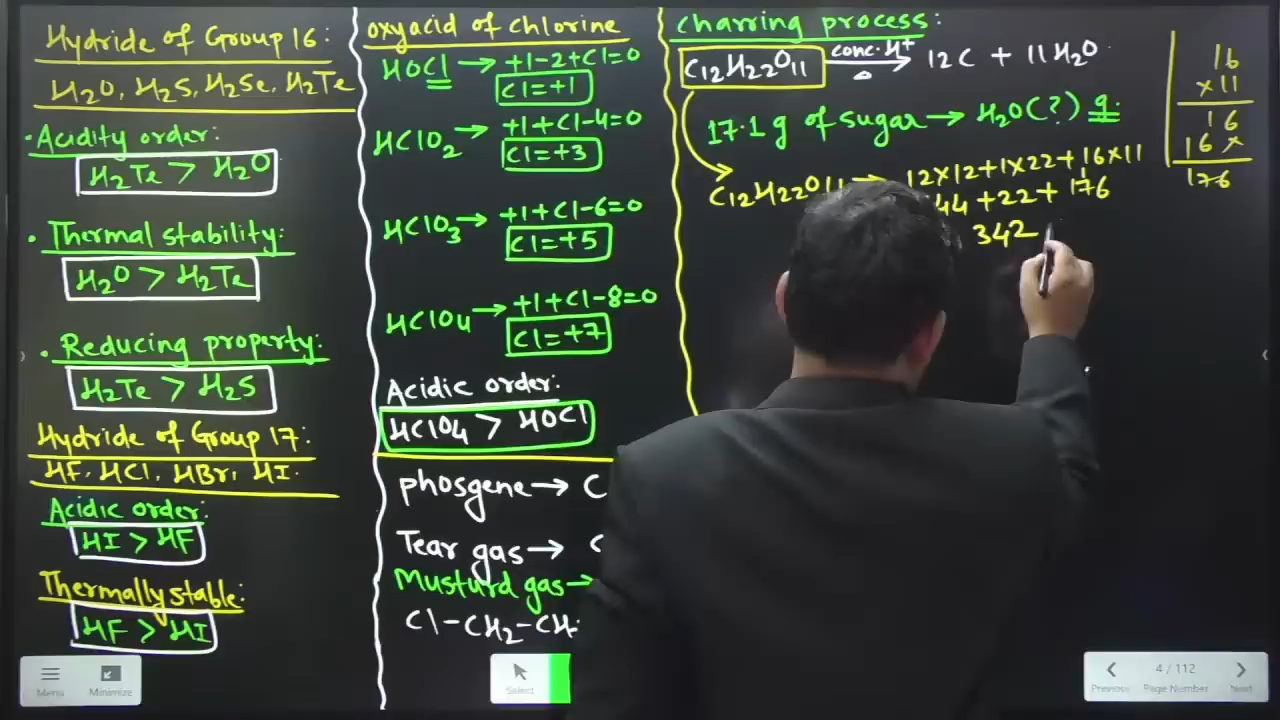 Hydride of Group 16:
H2O, H2S, H2Se, H2Te
· Acidity order:
H2Te > H2O
· Thermal stability:
H2O > H2Te
· Reducing property:
H2Te > H2S
Hydride of Group 17:
HF, HCl, HBr, HI.
Acidic order:
HI > HF
Thermally stable:
HF > HI
oxyacid of chlorine
HOCl → +1-2+Cl=0
Cl=+1
HClO2 → +1+Cl-4=0
Cl=+3
HClO3 → +1+Cl-6=0
Cl=+5
HClO4 → +1+Cl-8=0
Cl=+7
Acidic order:
HClO4 > HOCl
phosgene → C
Tear gas → C
Musturd gas →
Cl-CH2-CH
charring process:
C12H22O11 conc. H+ Δ → 12C + 11H2O
17.1 g of sugar → H2O(?) g.
C12H22O11 → 12×12+1×22+16×11
44 +22+ 176
342
16
×11
16
16×
176
Menu
Minimize
Select
Previous
4 / 112
Page Number
Next